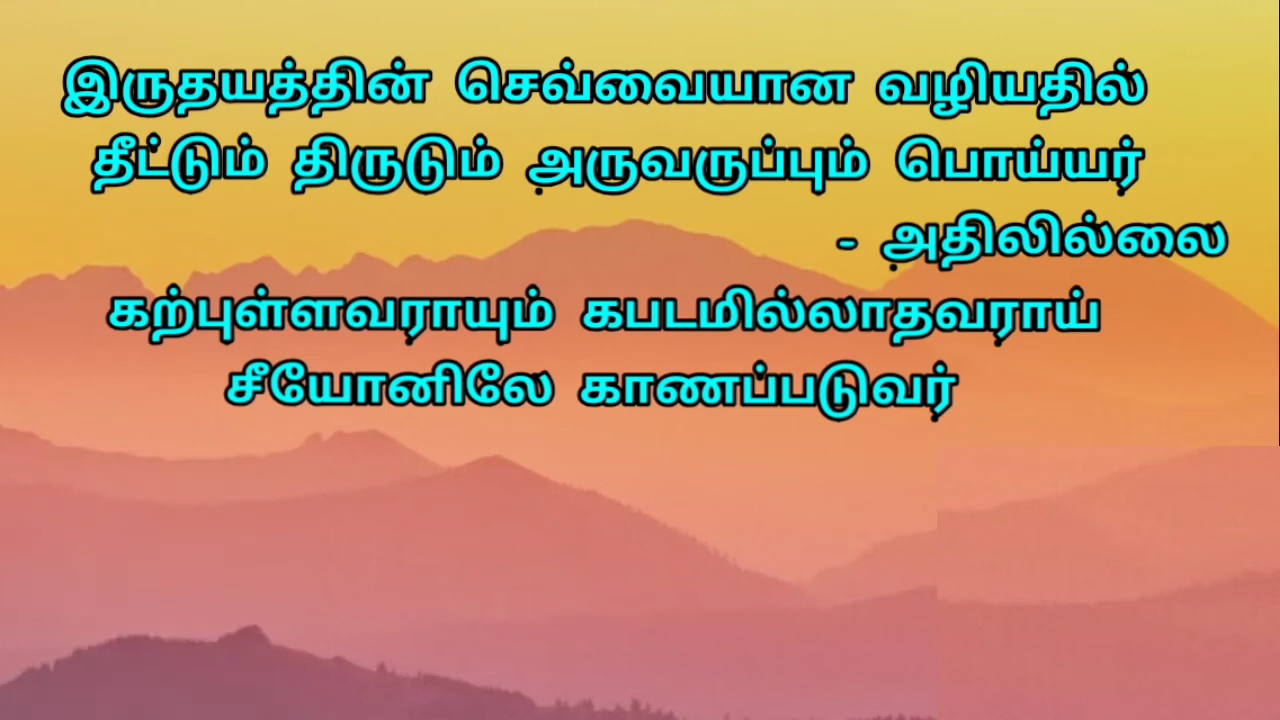 இருதயத்தின் செவ்வையான வழியதில்
தீட்டும் திருடும் அருவருப்பும் பொய்யர்
- அதிலில்லை
கற்புள்ளவராயும் கபடமில்லாதவராய்
சீயோனிலே காணப்படுவர்